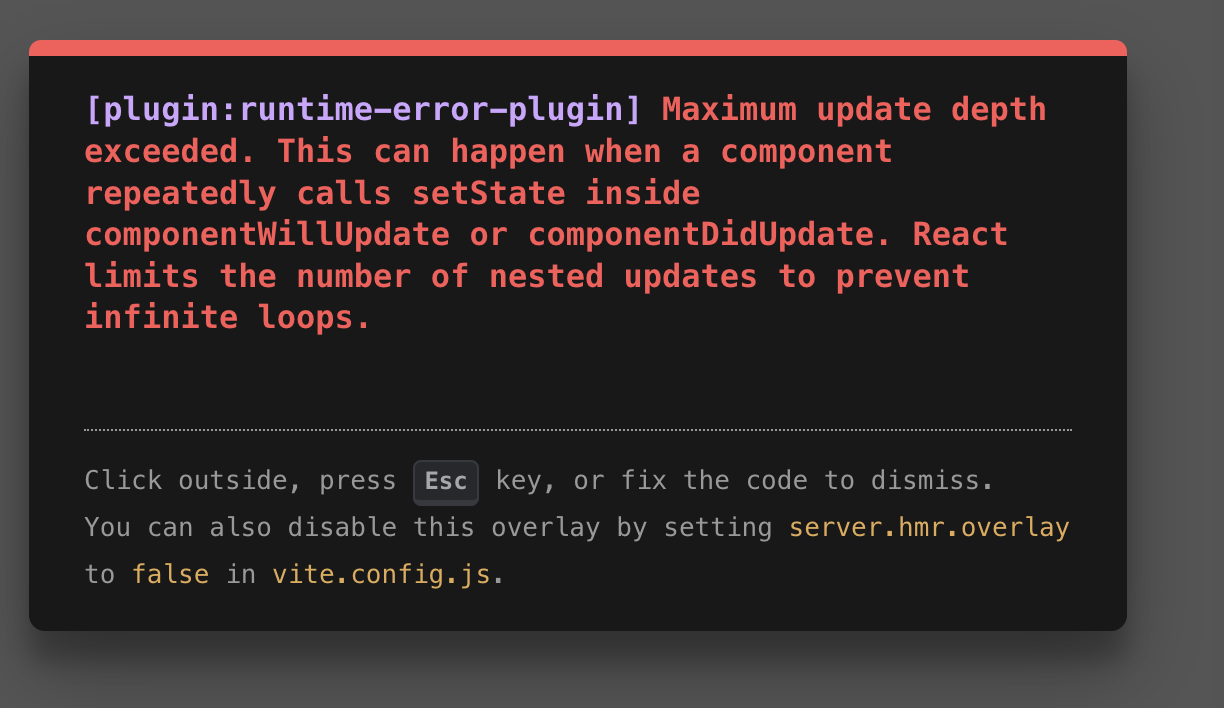 [plugin:runtime-error-plugin] Maximum update depth
exceeded. This can happen when a component
repeatedly calls setState inside
componentWillUpdate or componentDidUpdate. React
limits the number of nested updates to prevent
infinite loops.
Click outside, press Esc key, or fix the code to dismiss.
You can also disable this overlay by setting server.hmr.overlay
to false in vite.config.js.